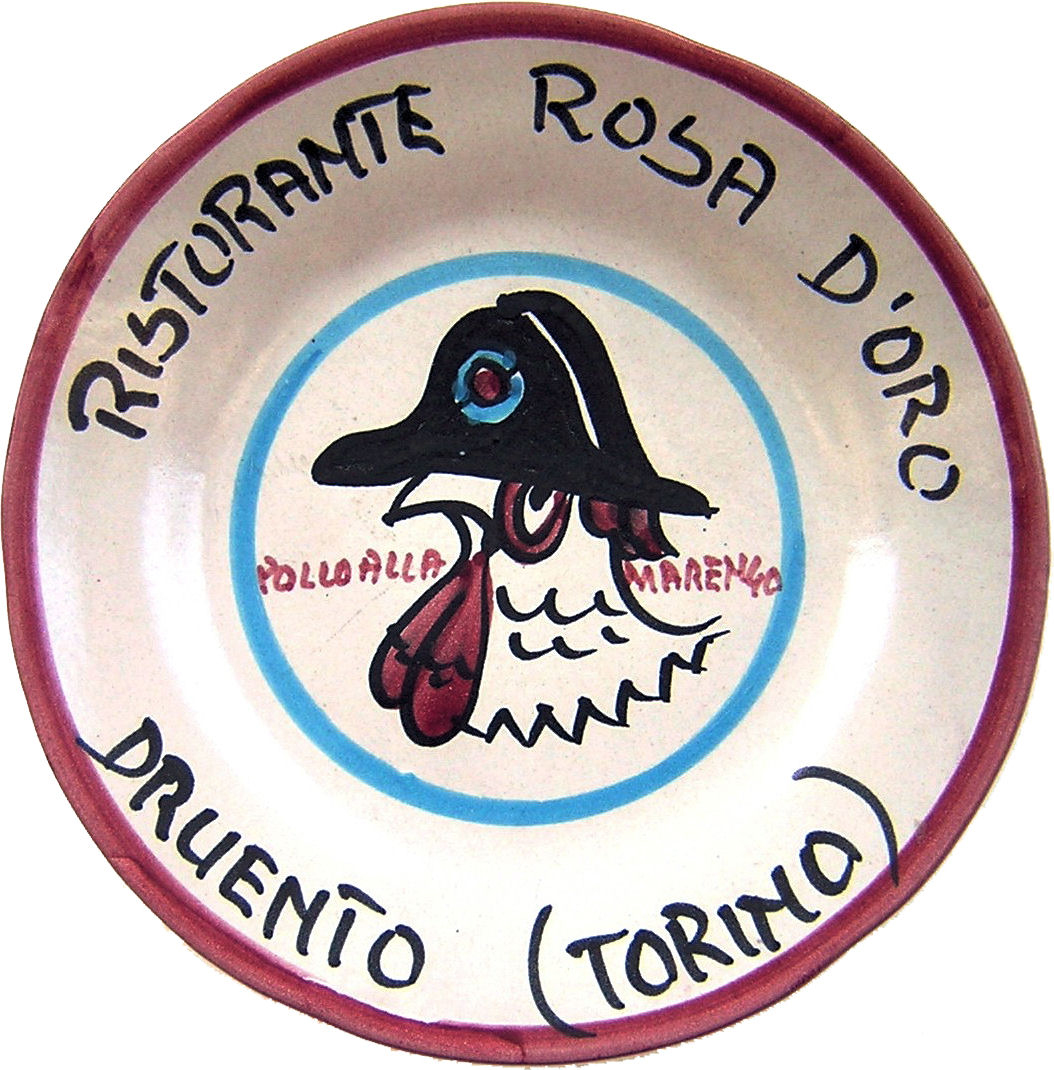 RISTORANTE ROSA D'ORO
POLLO ALLA MARENGO
DRUENTO (TORINO)